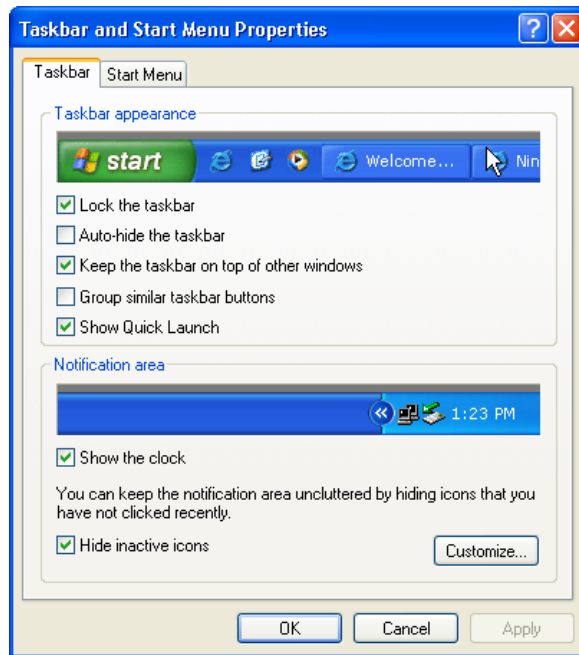 Taskbar and Start Menu Properties
Taskbar Start Menu
Taskbar appearance
start Welcome... Nin
Lock the taskbar
Auto-hide the taskbar
Keep the taskbar on top of other windows
Group similar taskbar buttons
Show Quick Launch
Notification area
1:23 PM
Show the clock
You can keep the notification area uncluttered by hiding icons that you
have not clicked recently.
Hide inactive icons
Customize...
OK Cancel Apply